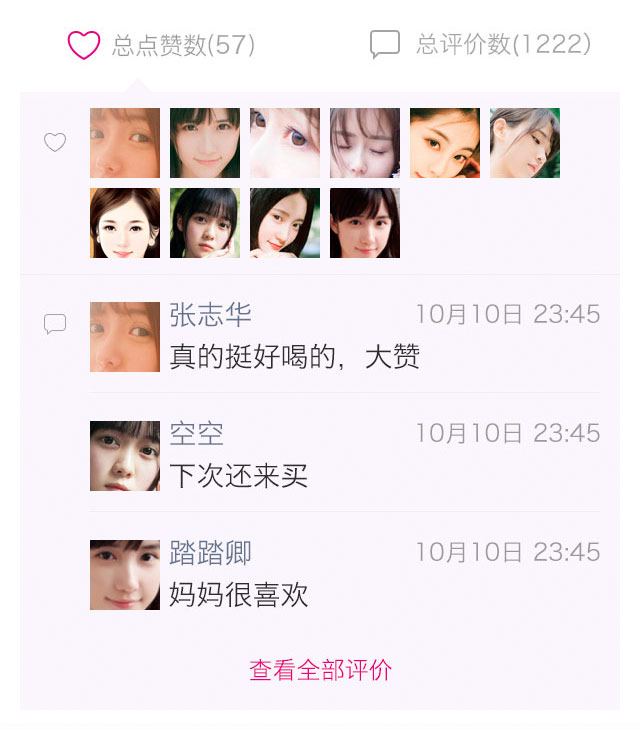 总点赞数(57)
总评价数(1222)
张志华 10月10日 23:45
真的挺好喝的，大赞
空空 10月10日 23:45
下次还来买
踏踏卿 10月10日 23:45
妈妈很喜欢
查看全部评价